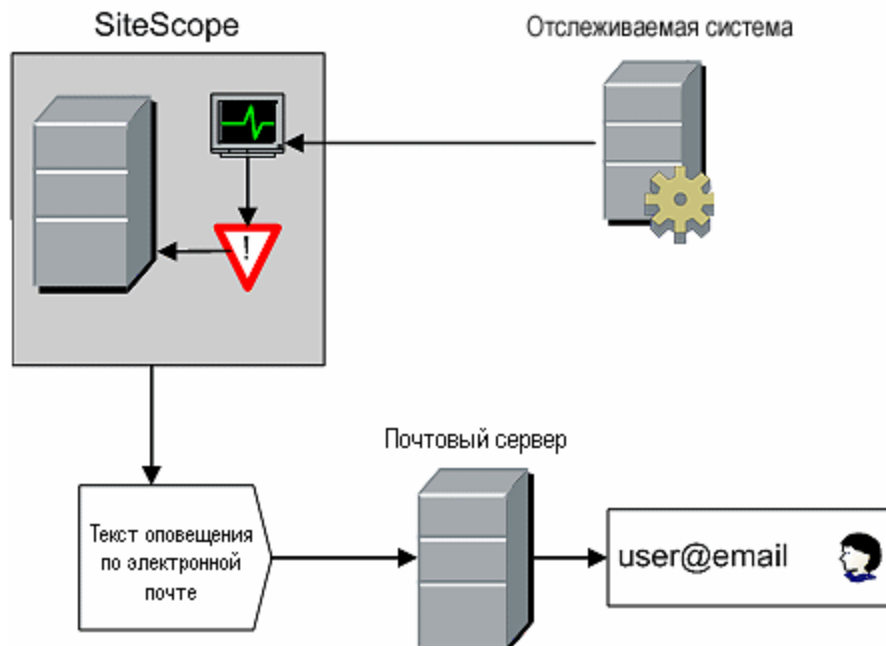 SiteScope
Отслеживаемая система
!
Почтовый сервер
Текст оповещения
по электронной
почте
user@email